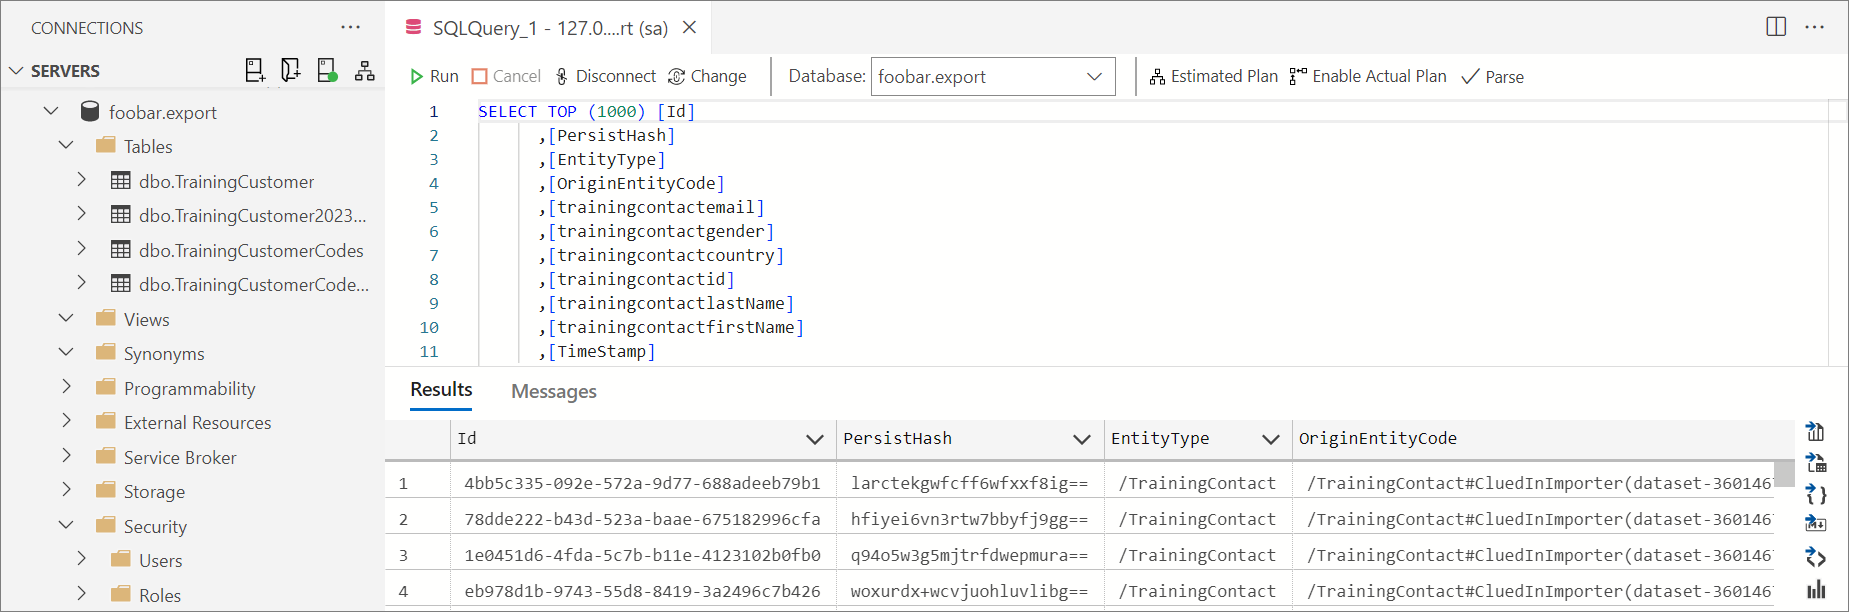 CONNECTIONS
SERVERS
foobar.export
Tables
dbo.TrainingCustomer
dbo.TrainingCustomer2023...
dbo.TrainingCustomerCodes
dbo.TrainingCustomerCode...
Views
Synonyms
Programmability
External Resources
Service Broker
Storage
Security
Users
Roles
SQLQuery_1 - 127.0....rt (sa)
Run Cancel Disconnect Change Database: foobar.export Estimated Plan Enable Actual Plan Parse
1 SELECT TOP (1000) [Id]
2 ,[PersistHash]
3 ,[EntityType]
4 ,[OriginEntityCode]
5 ,[trainingcontactemail]
6 ,[trainingcontactgender]
7 ,[trainingcontactcountry]
8 ,[trainingcontactid]
9 ,[trainingcontactlastName]
10 ,[trainingcontactfirstName]
11 ,[TimeStamp]
Results Messages
Id PersistHash EntityType OriginEntityCode
1 4bb5c335-092e-572a-9d77-688adeeb79b1 larctekgwfcff6wfxxf8ig== /TrainingContact /TrainingContact#CluedInImporter(dataset-360146
2 78dde222-b43d-523a-baae-675182996cfa hfiyei6vn3rtw7bbyfj9gg== /TrainingContact /TrainingContact#CluedInImporter(dataset-360146
3 1e0451d6-4fda-5c7b-b11e-4123102b0fb0 q94o5w3g5mjtrfdwepmura== /TrainingContact /TrainingContact#CluedInImporter(dataset-360146
4 eb978d1b-9743-55d8-8419-3a2496c7b426 woxurdx+wcvjuohluvlibg== /TrainingContact /TrainingContact#CluedInImporter(dataset-360146